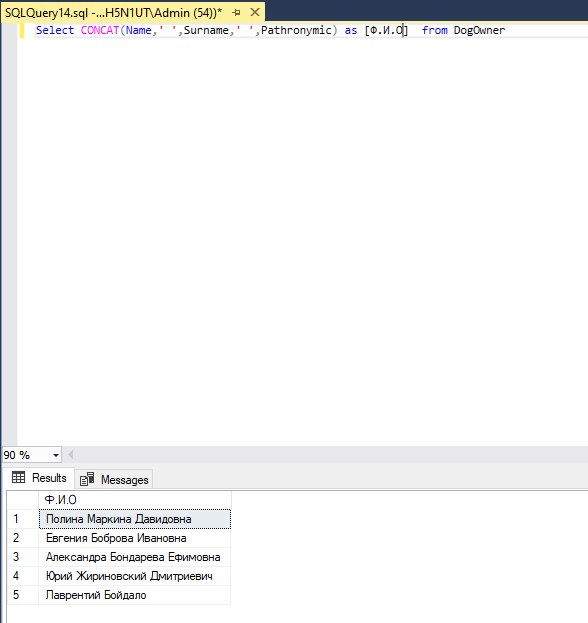 SQLQuery14.sql -...H5N1UT\Admin (54))*
Select CONCAT(Name,' ',Surname,' ',Pathronymic) as [Ф.И.О]  from DogOwner
90 %
Results Messages
Ф.И.О
1 Полина Маркина Давидовна
2 Евгения Боброва Ивановна
3 Александра Бондарева Ефимовна
4 Юрий Жириновский Дмитриевич
5 Лаврентий Бойдало